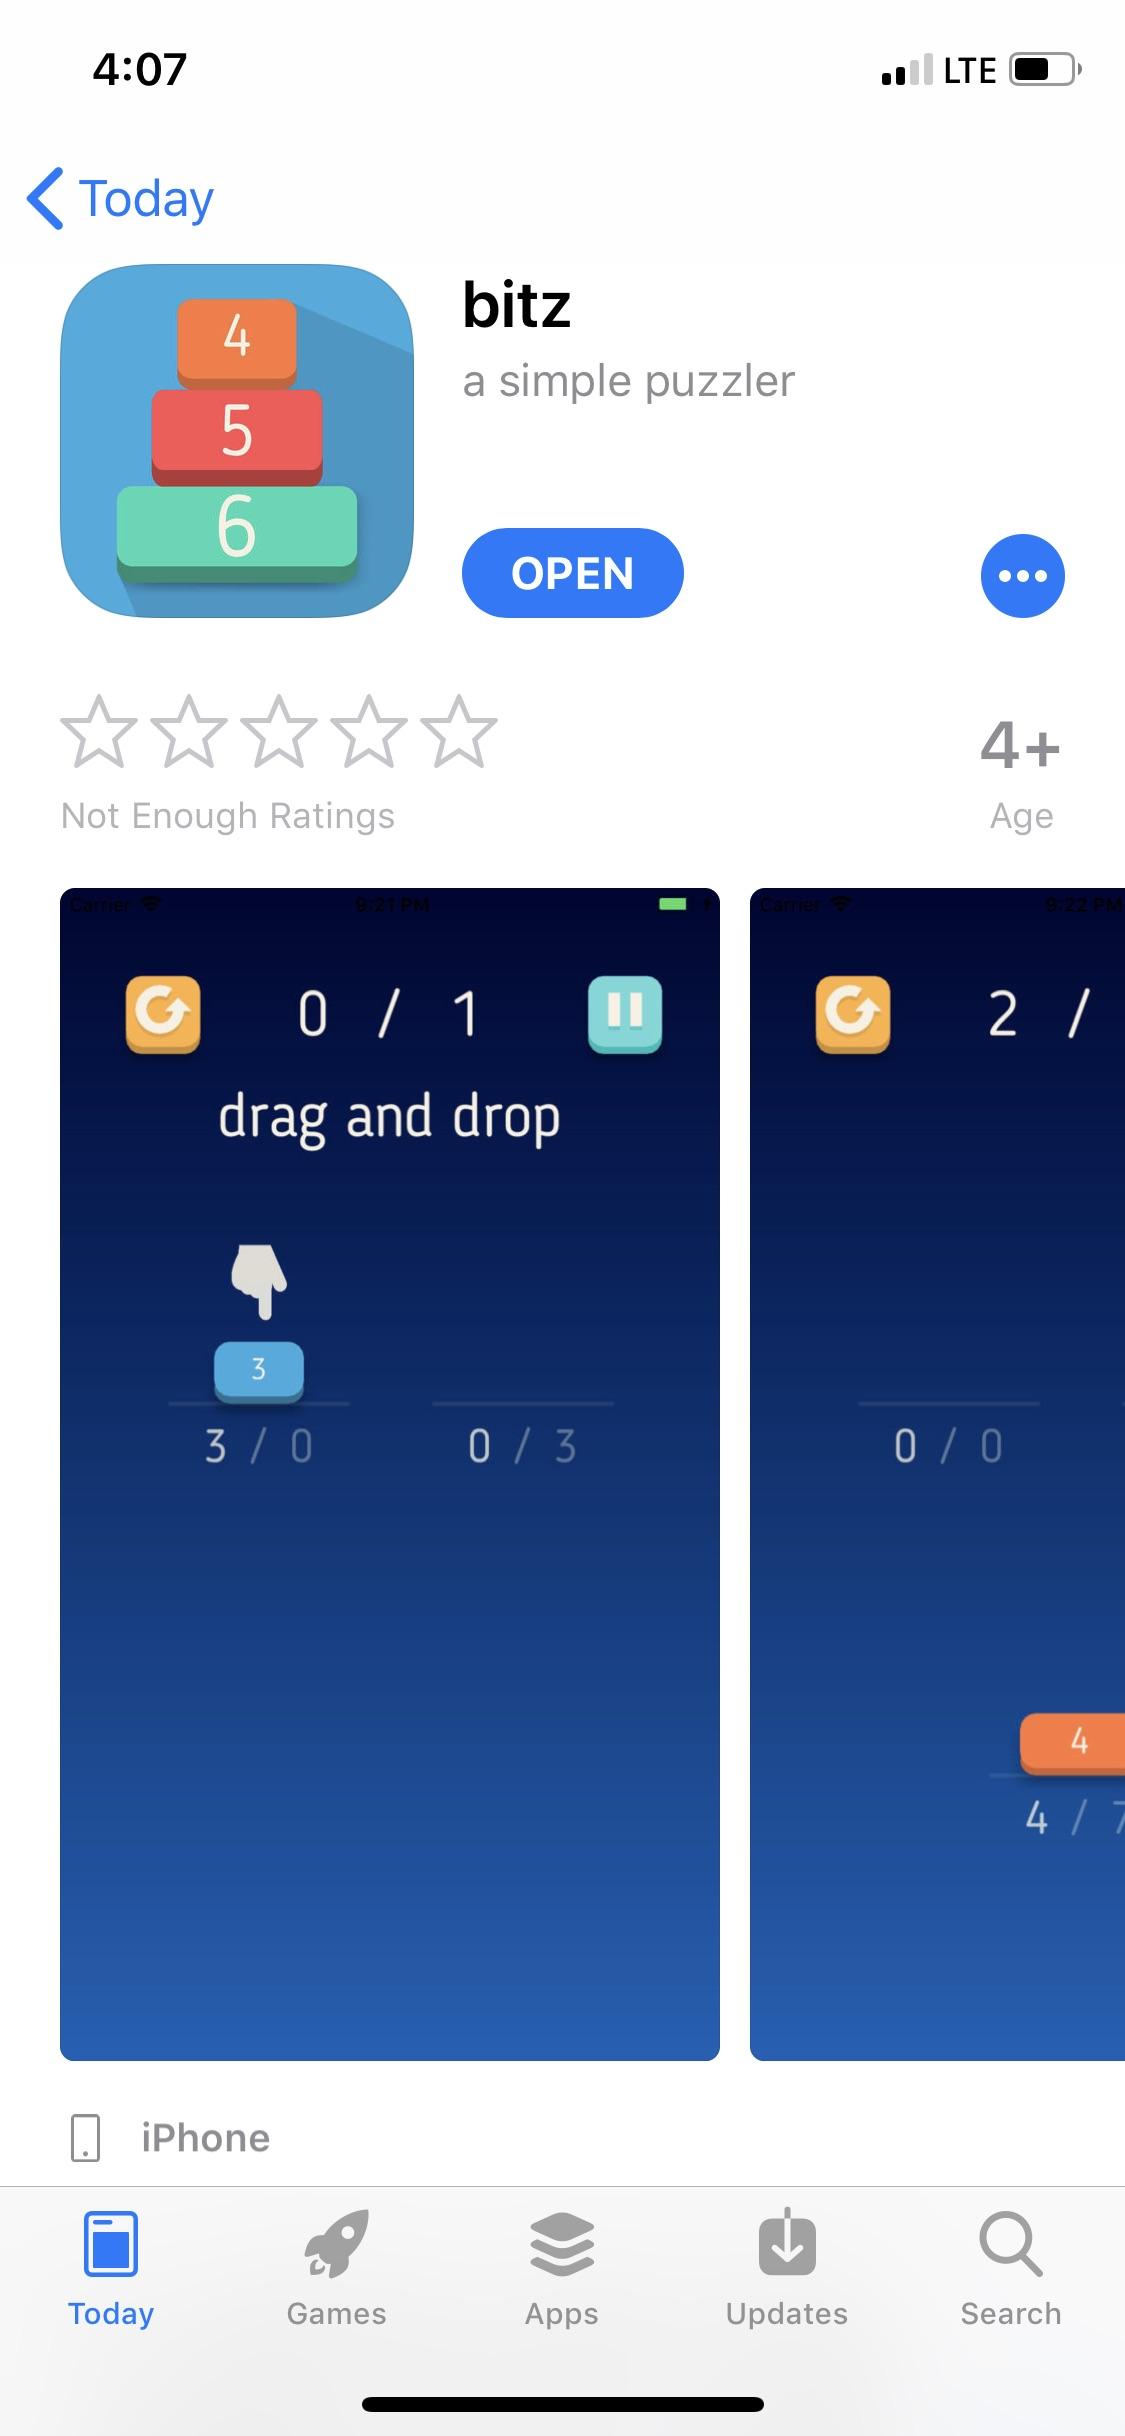 4:07
LTE
Today
4
5
6
bitz
a simple puzzler
OPEN
Not Enough Ratings
4+
Age
Carrier
9:21 PM
0 / 1
drag and drop
3
3 / 0
0 / 3
Carrier
9:22 PM
2 /
0 / 0
4
4 / 7
iPhone
Today
Games
Apps
Updates
Search